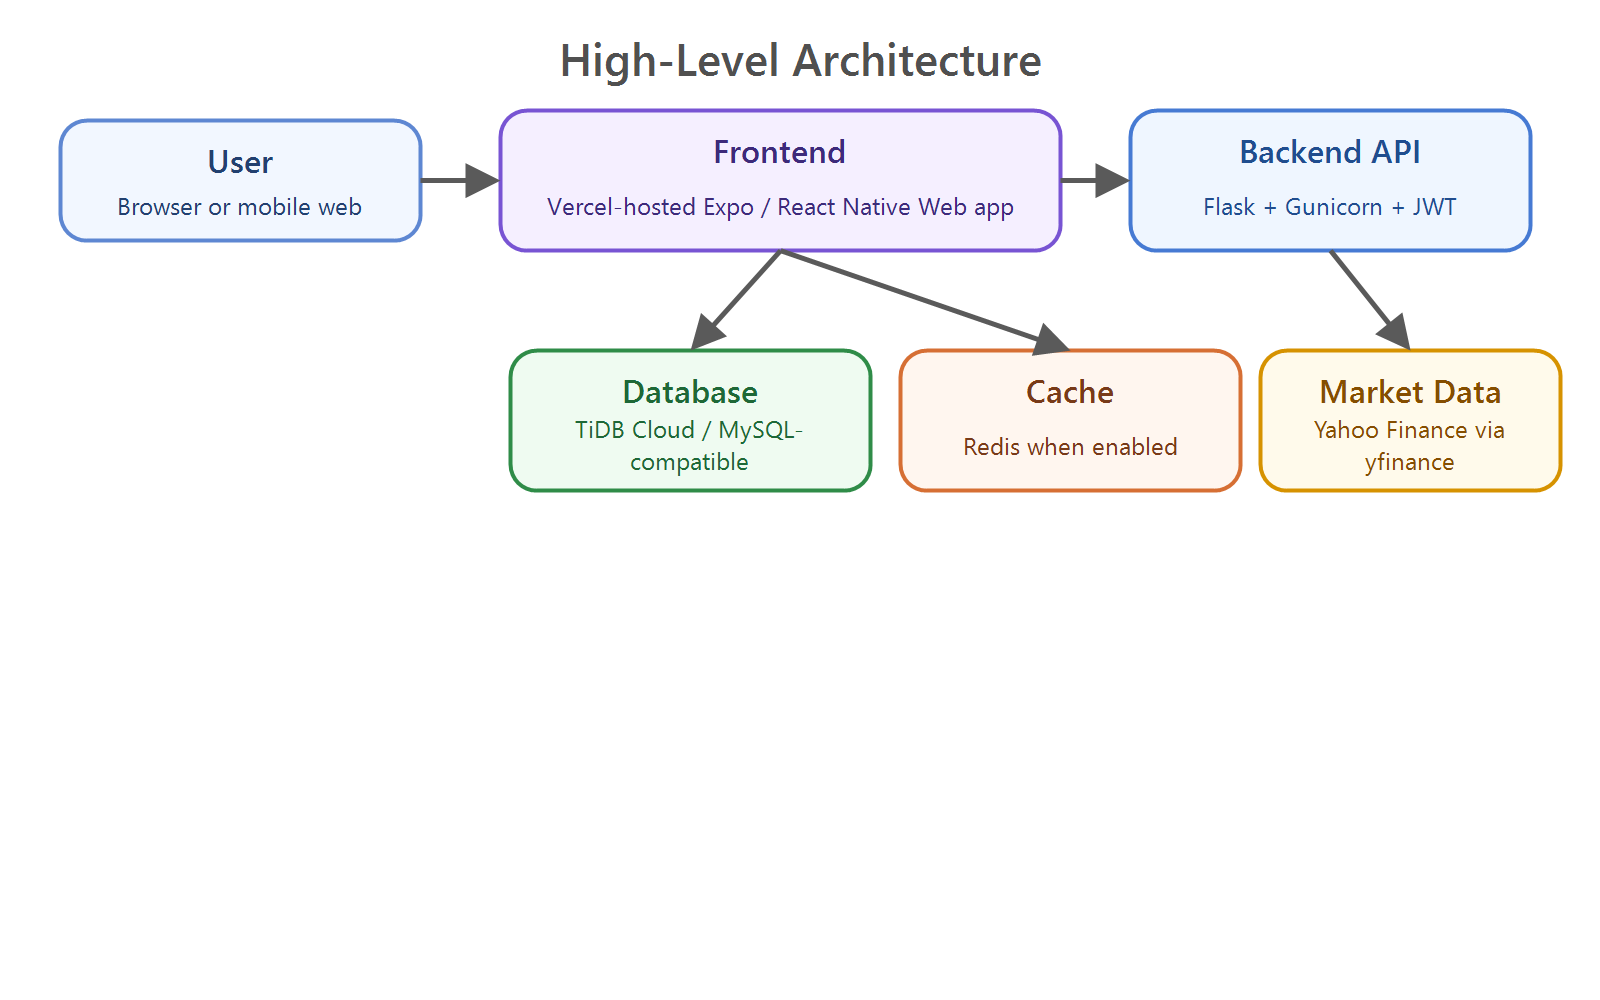 High-Level Architecture
User
Browser or mobile web
Frontend
Vercel-hosted Expo / React Native Web app
Backend API
Flask + Gunicorn + JWT
Database
TiDB Cloud / MySQL-
compatible
Cache
Redis when enabled
Market Data
Yahoo Finance via
yfinance